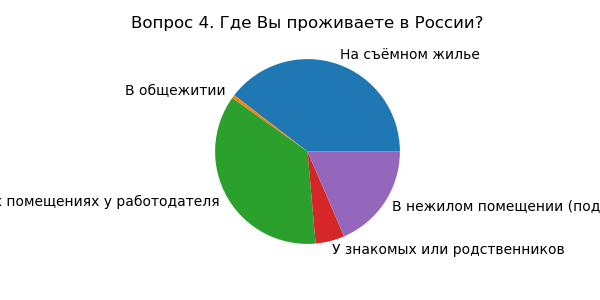 Вопрос 4. Где Вы проживаете в России?
На съёмном жилье
В общежитии
помещениях у работодателя
В нежилом помещении (под
У знакомых или родственников